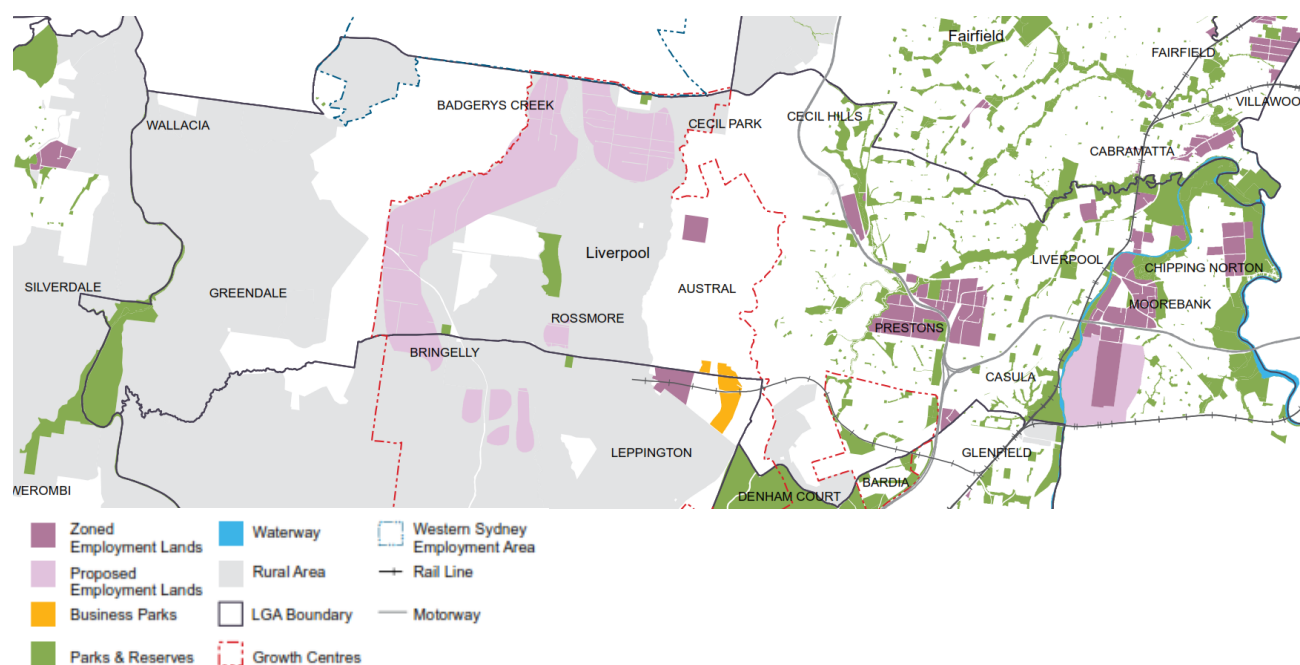 Fairfield
FAIRFIELD
BADGERYS CREEK
VILLAWOO
WALLACIA
CECIL PARK
CECIL HILLS
CABRAMATTA
Liverpool
LIVERPOOL
CHIPPING NORTON
SILVERDALE
GREENDALE
AUSTRAL
MOOREBANK
ROSSMORE
PRESTONS
BRINGELLY
CASULA
LEPPINGTON
GLENFIELD
WEROMBI
DENHAM COURT
BARDIA
Zoned
Employment Lands
Proposed
Employment Lands
Business Parks
Parks & Reserves
Waterway
Rural Area
LGA Boundary
Growth Centres
Western Sydney
Employment Area
Rail Line
Motorway